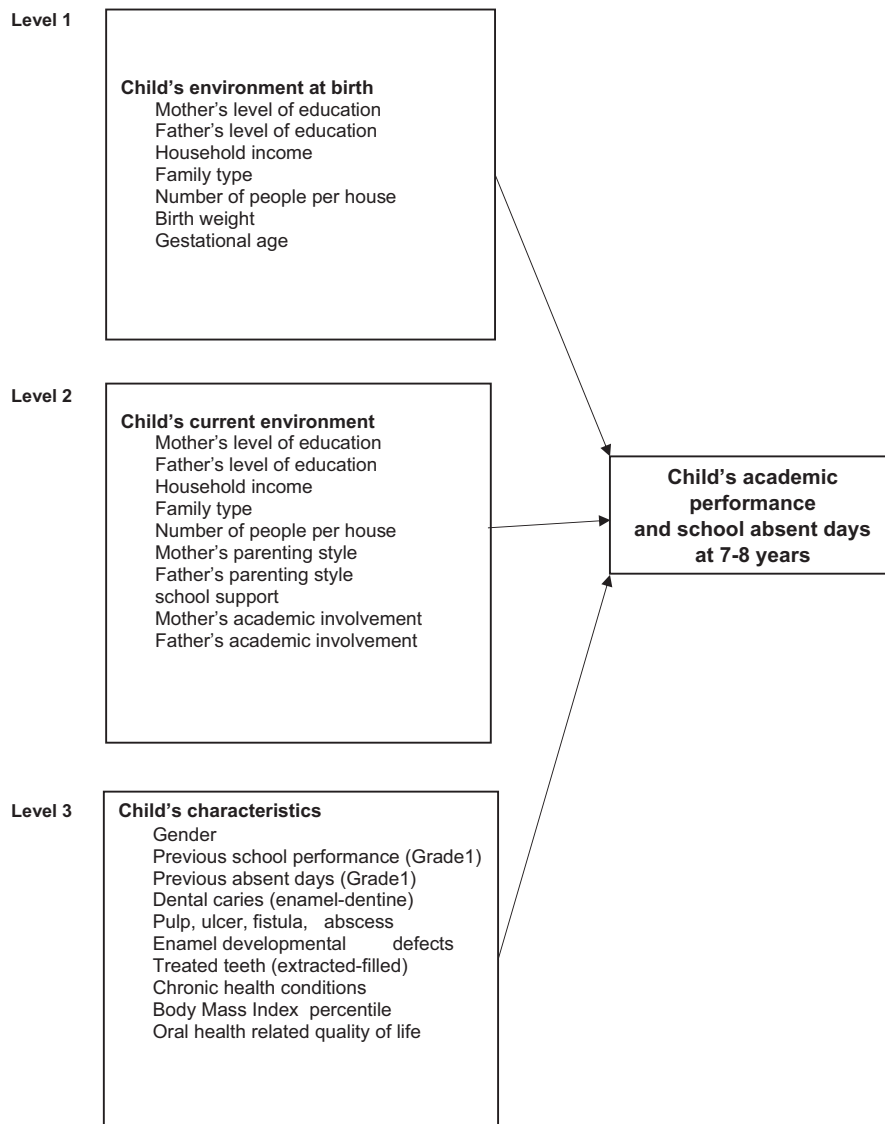 Level 1
Child's environment at birth
Mother's level of education
Father's level of education
Household income
Family type
Number of people per house
Birth weight
Gestational age
Level 2
Child's current environment
Mother's level of education
Father's level of education
Household income
Family type
Number of people per house
Mother's parenting style
Father's parenting style
school support
Mother's academic involvement
Father's academic involvement
Child's academic
performance
and school absent days
at 7-8 years
Level 3
Child's characteristics
Gender
Previous school performance (Grade1)
Previous absent days (Grade1)
Dental caries (enamel-dentine)
Pulp, ulcer, fistula, abscess
Enamel developmental defects
Treated teeth (extracted-filled)
Chronic health conditions
Body Mass Index percentile
Oral health related quality of life